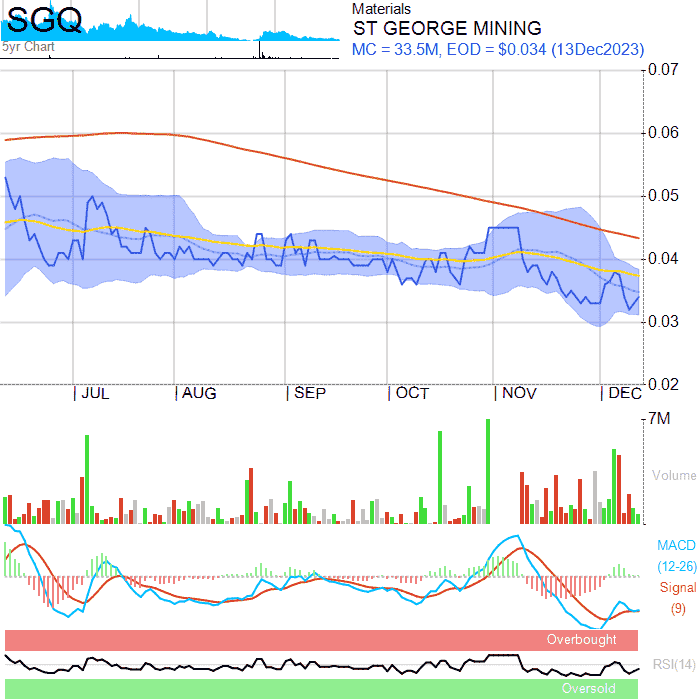 SGQ
5yr Chart
Materials
ST GEORGE MINING
MC = 33.5M, EOD = $0.034 (13Dec2023)
0.07
0.06
0.05
0.04
0.03
0.02
JUL AUG SEP OCT NOV DEC
7M
Volume
MACD
(12-26)
Signal
(9)
Overbought
RSI(14)
Oversold